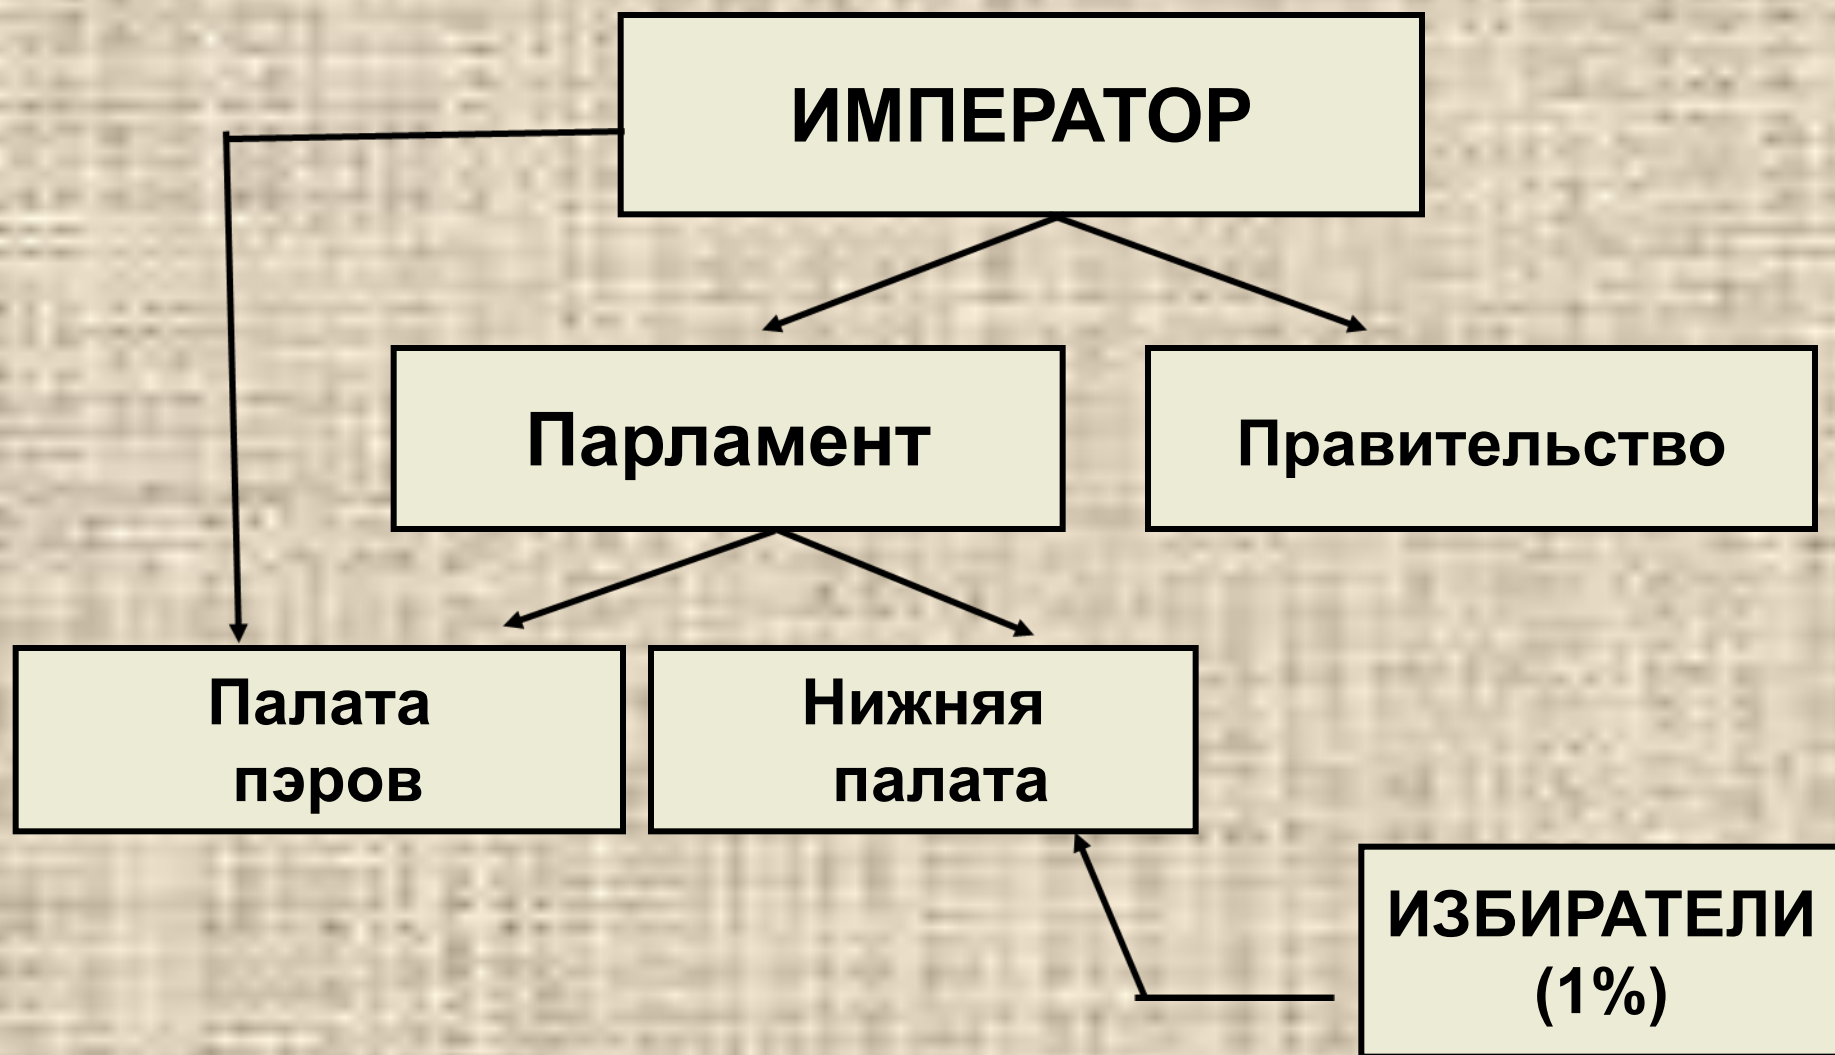 ИМПЕРАТОР
Парламент
Правительство
Палата
пэров
Нижняя
палата
ИЗБИРАТЕЛИ
(1%)